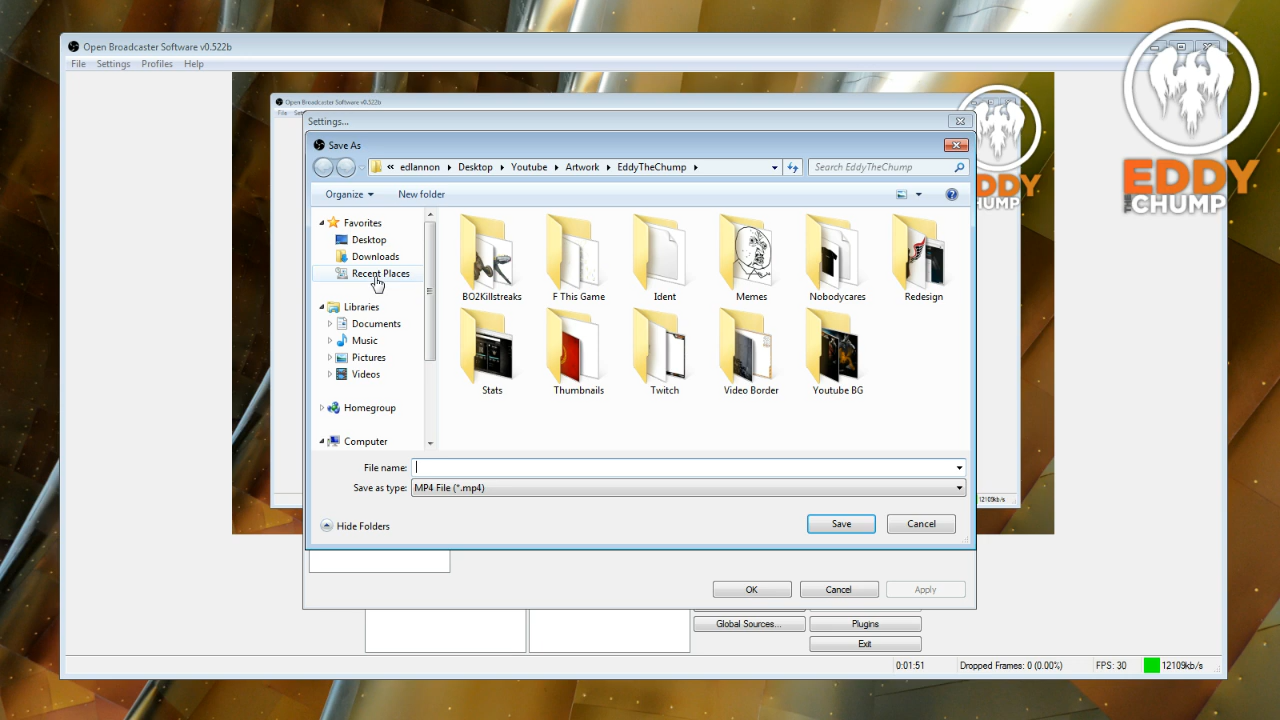 Open Broadcaster Software v0.522b
File Settings Profiles Help
Open Broadcaster Software v0.522b
File
Settings...
Save As
« edlannon Desktop Youtube Artwork EddyTheChump
Search EddyTheChump
Organize New folder
Favorites
Desktop
Downloads
Recent Places
Libraries
Documents
Music
Pictures
Videos
Homegroup
Computer
BO2Killstreaks F This Game Ident Memes Nobodycares Redesign
Stats Thumbnails Twitch Video Border Youtube BG
File name:
Save as type: MP4 File (*.mp4)
Hide Folders
Save Cancel
OK Cancel Apply
Global Sources... Plugins
Exit
0:01:51 Dropped Frames: 0 (0.00%) FPS: 30 12109kb/s
12109kb/s
EDDY
THE CHUMP
DDY
CHUMP